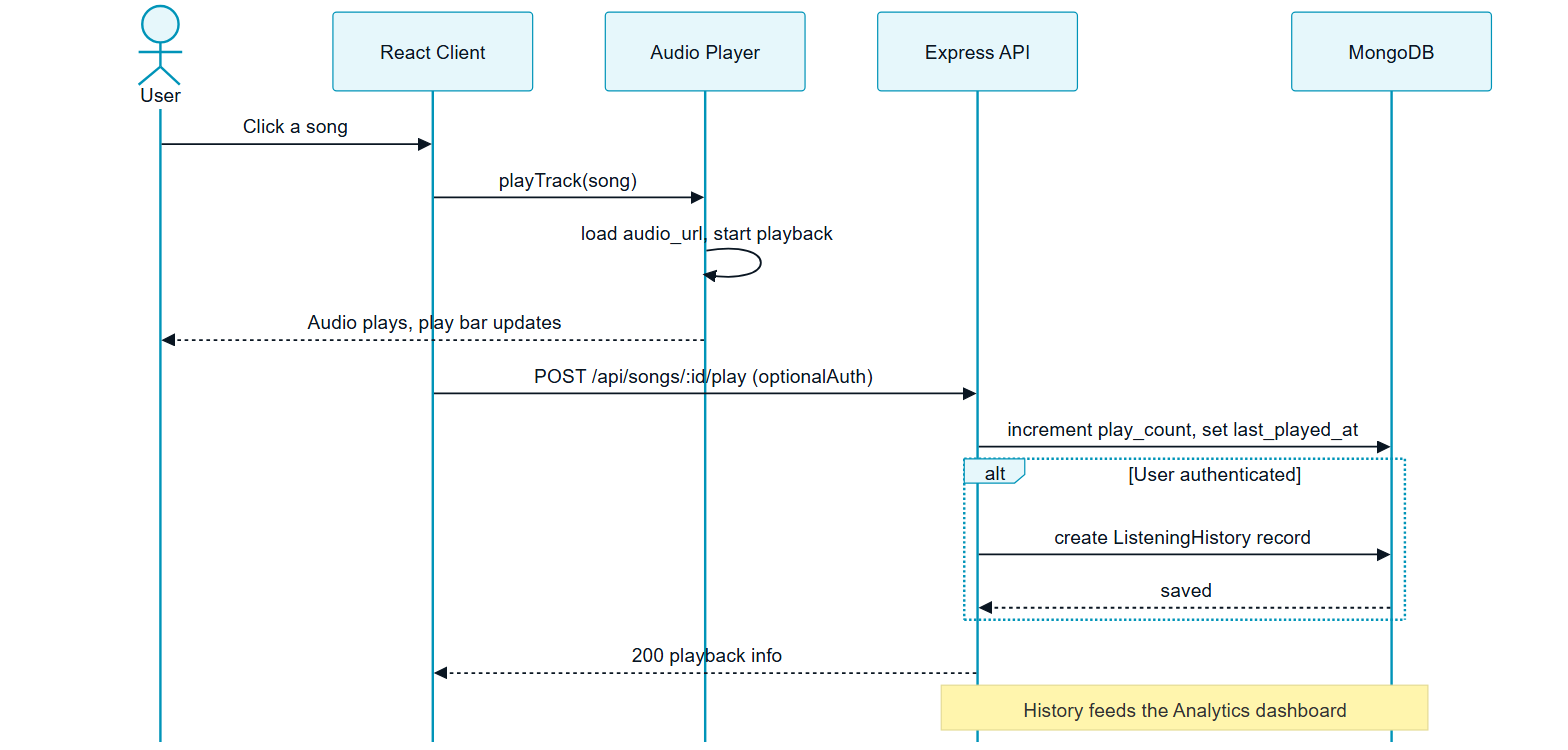 User
React Client
Audio Player
Express API
MongoDB
Click a song
playTrack(song)
load audio_url, start playback
Audio plays, play bar updates
POST /api/songs/:id/play (optionalAuth)
increment play_count, set last_played_at
alt
[User authenticated]
create ListeningHistory record
saved
200 playback info
History feeds the Analytics dashboard